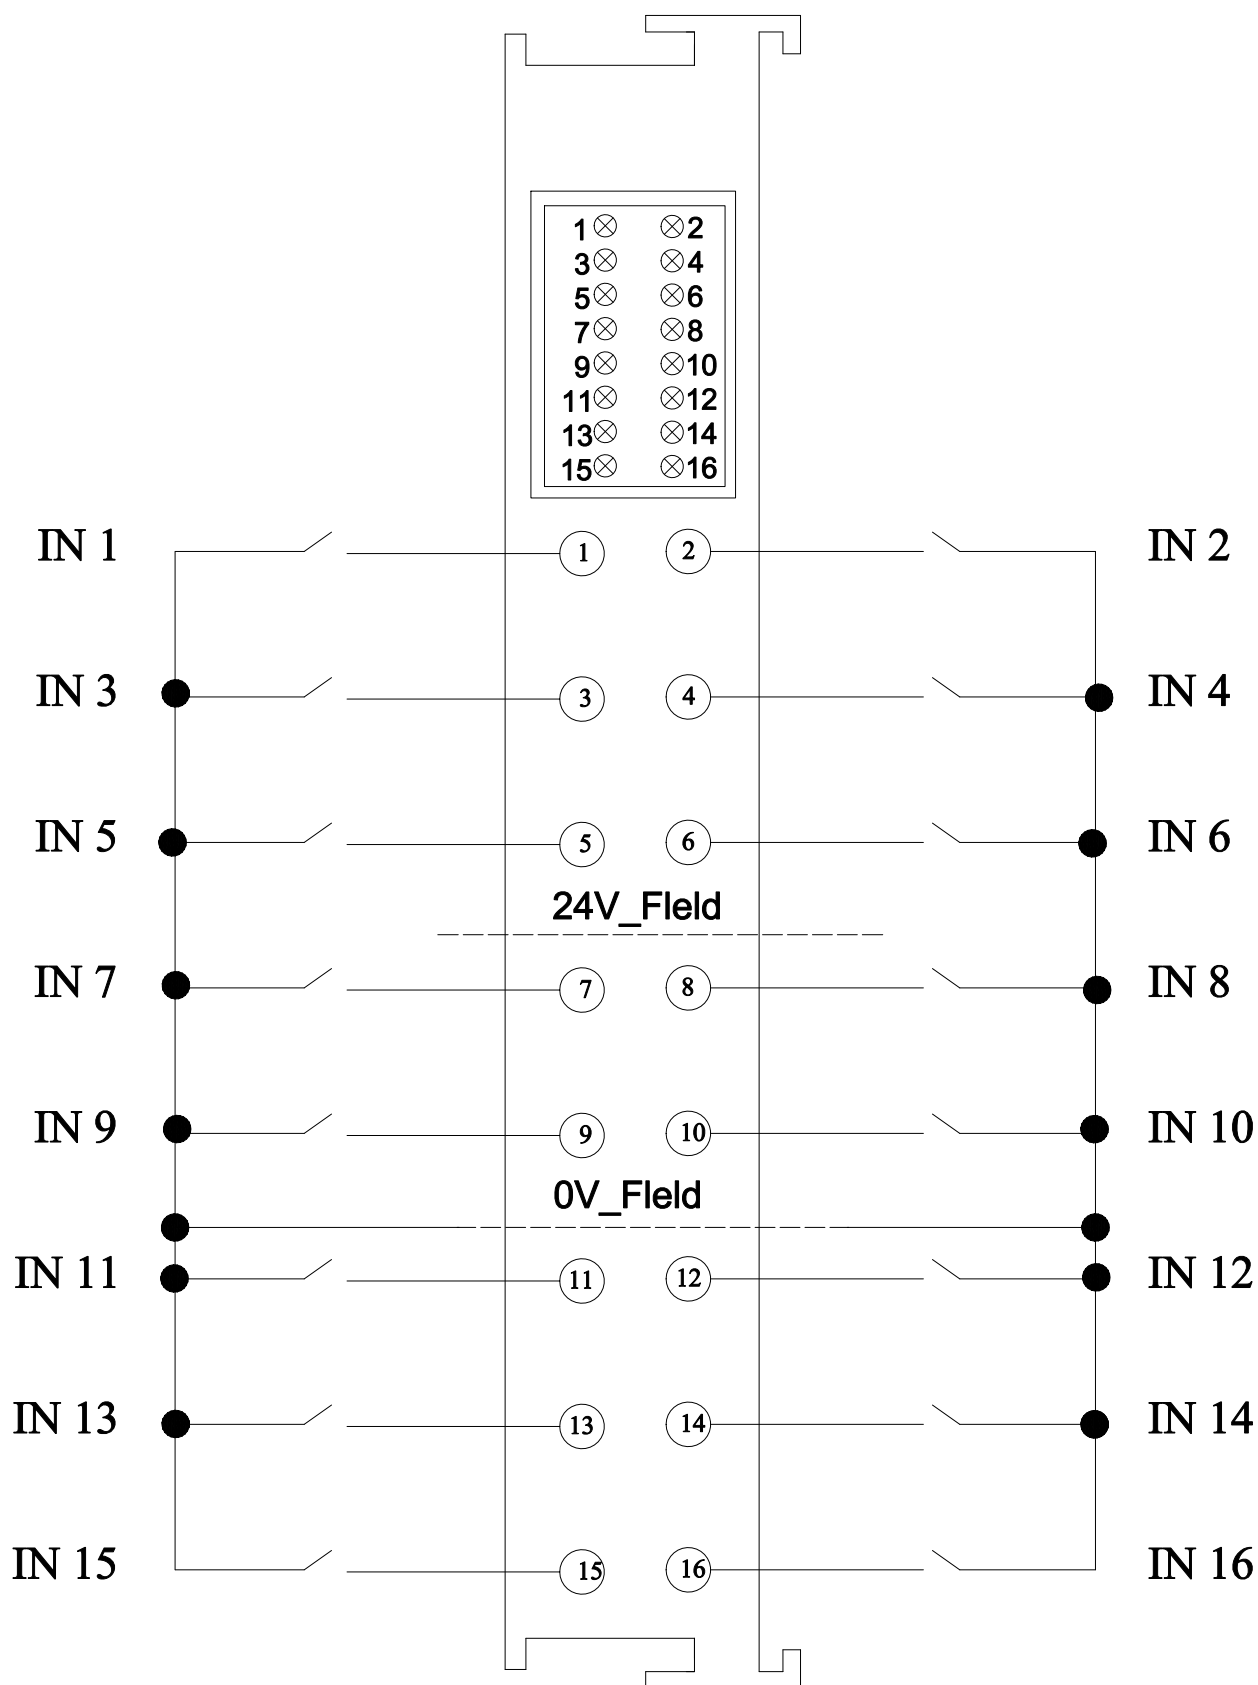 1 2
3 4
5 6
7 8
9 10
11 12
13 14
15 16
IN 1 1 2 IN 2
IN 3 3 4 IN 4
IN 5 5 6 IN 6
24V_FIeld
IN 7 7 8 IN 8
IN 9 9 10 IN 10
0V_FIeld
IN 11 11 12 IN 12
IN 13 13 14 IN 14
IN 15 15 16 IN 16